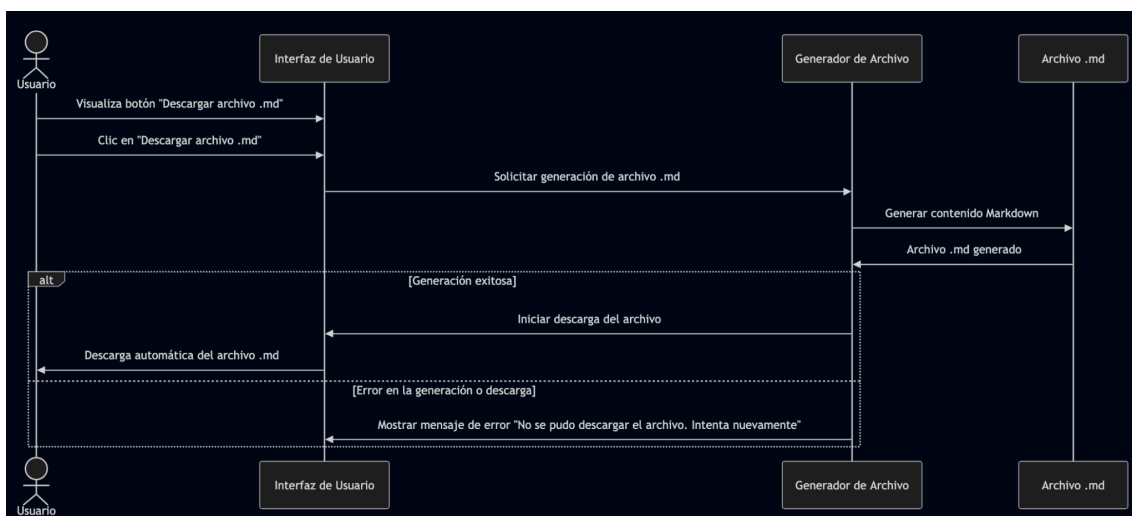 Usuario
Interfaz de Usuario
Generador de Archivo
Archivo .md
Visualiza botón "Descargar archivo .md"
Clic en "Descargar archivo .md"
Solicitar generación de archivo .md
Generar contenido Markdown
Archivo .md generado
alt
[Generación exitosa]
Iniciar descarga del archivo
Descarga automática del archivo .md
[Error en la generación o descarga]
Mostrar mensaje de error "No se pudo descargar el archivo. Intenta nuevamente"
Usuario
Interfaz de Usuario
Generador de Archivo
Archivo .md